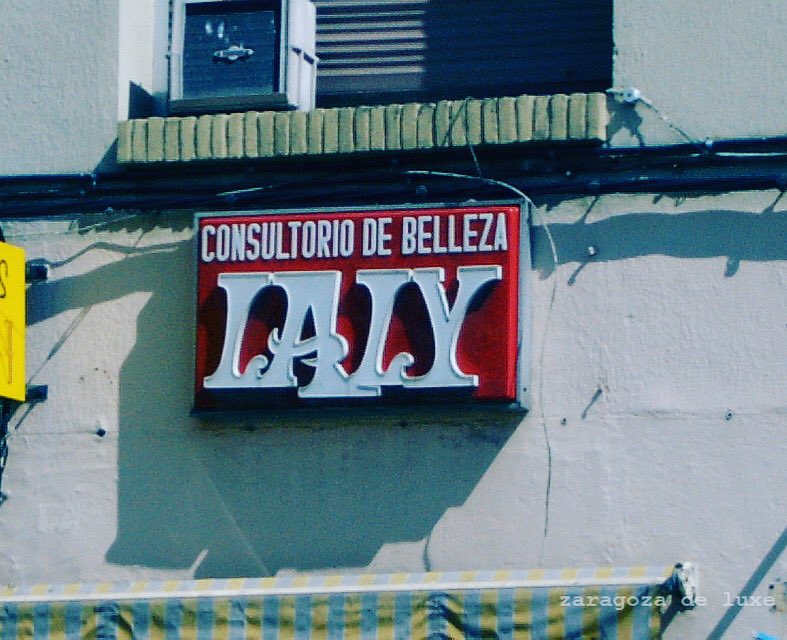 CONSULTORIO DE BELLEZA
LALY
zaragoza de luxe